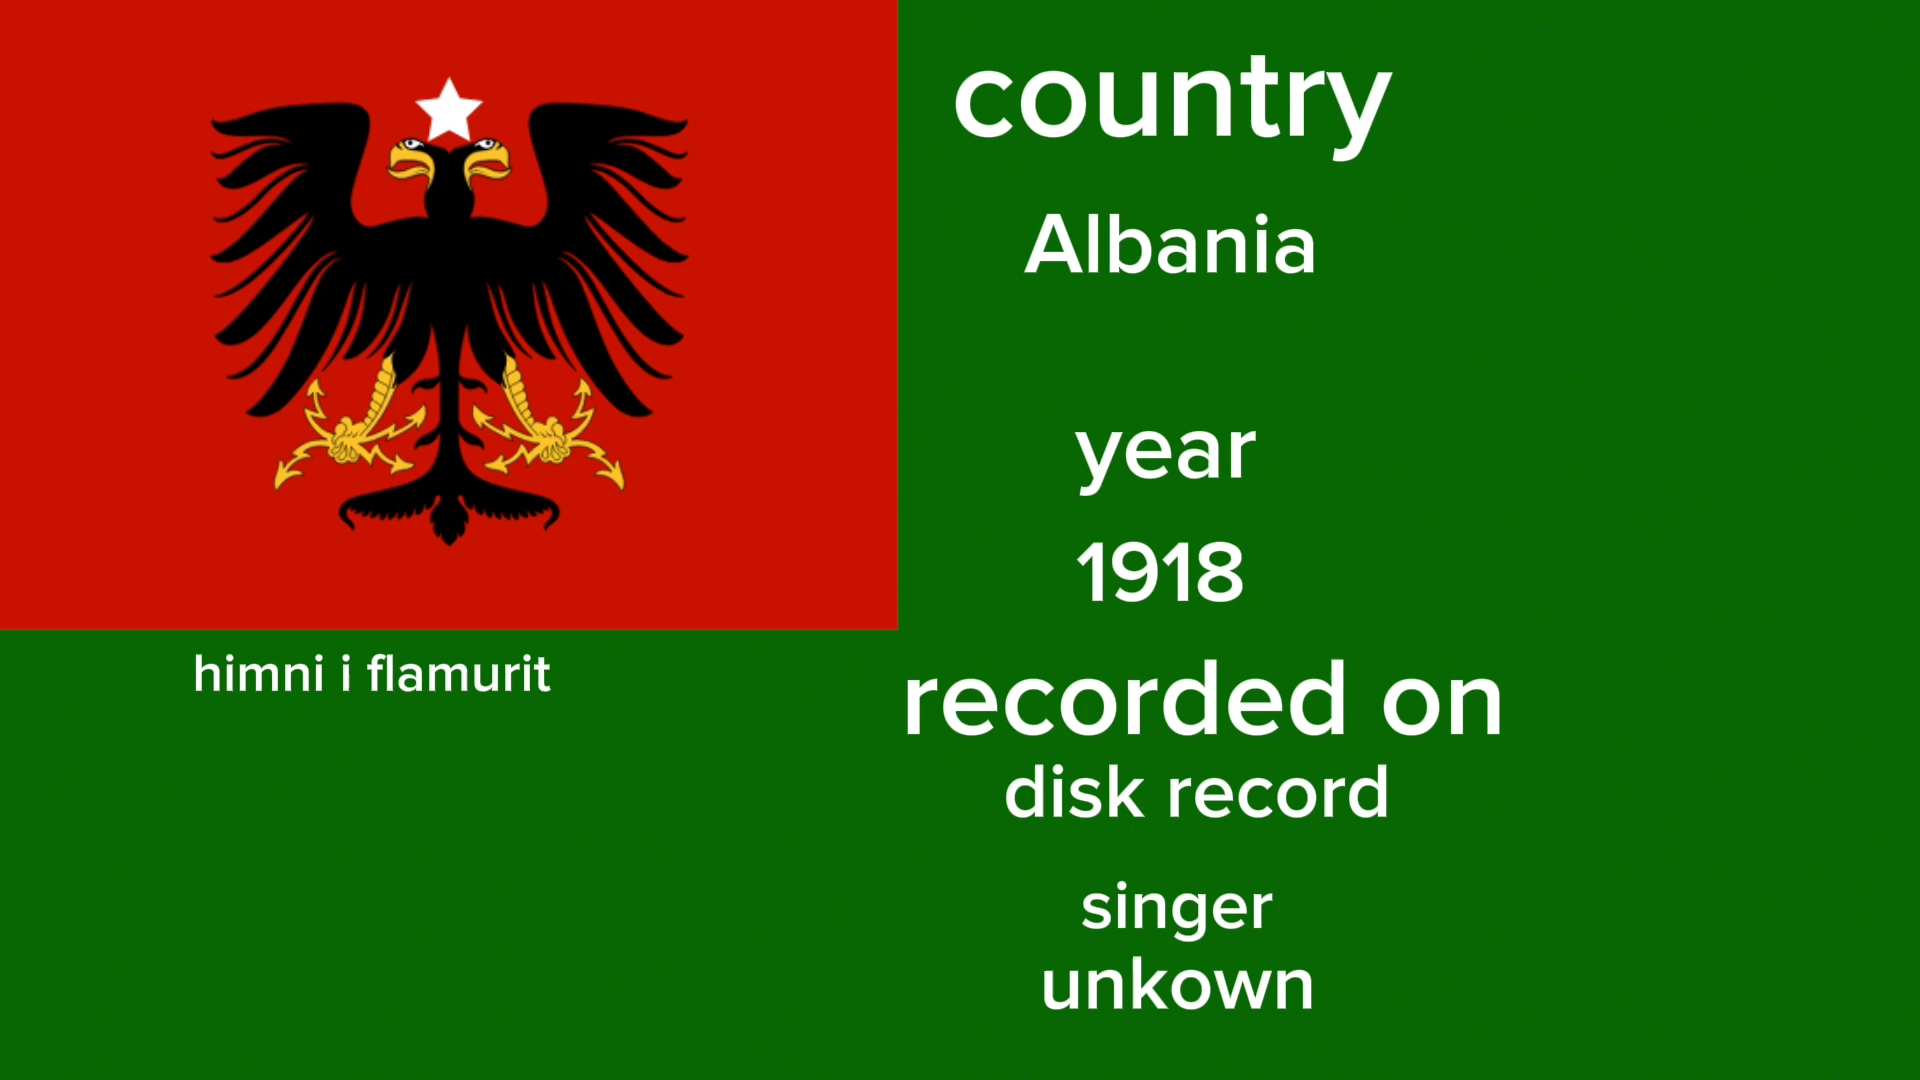 country
Albania
year
1918
himni i flamurit
recorded on
disk record
singer
unkown